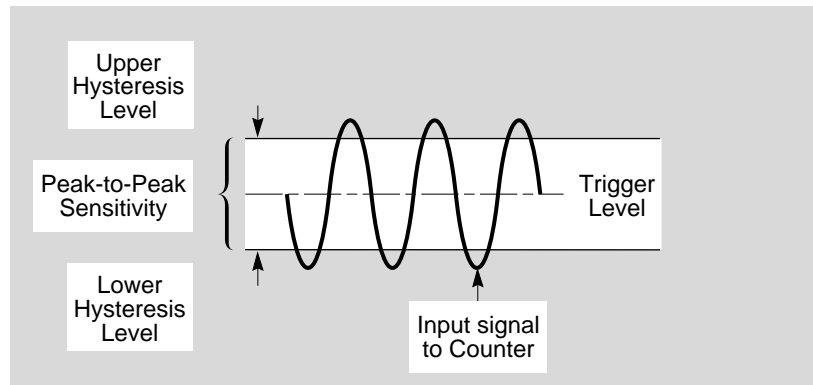 Upper
Hysteresis
Level
Peak-to-Peak
Sensitivity
Trigger
Level
Lower
Hysteresis
Level
Input signal
to Counter